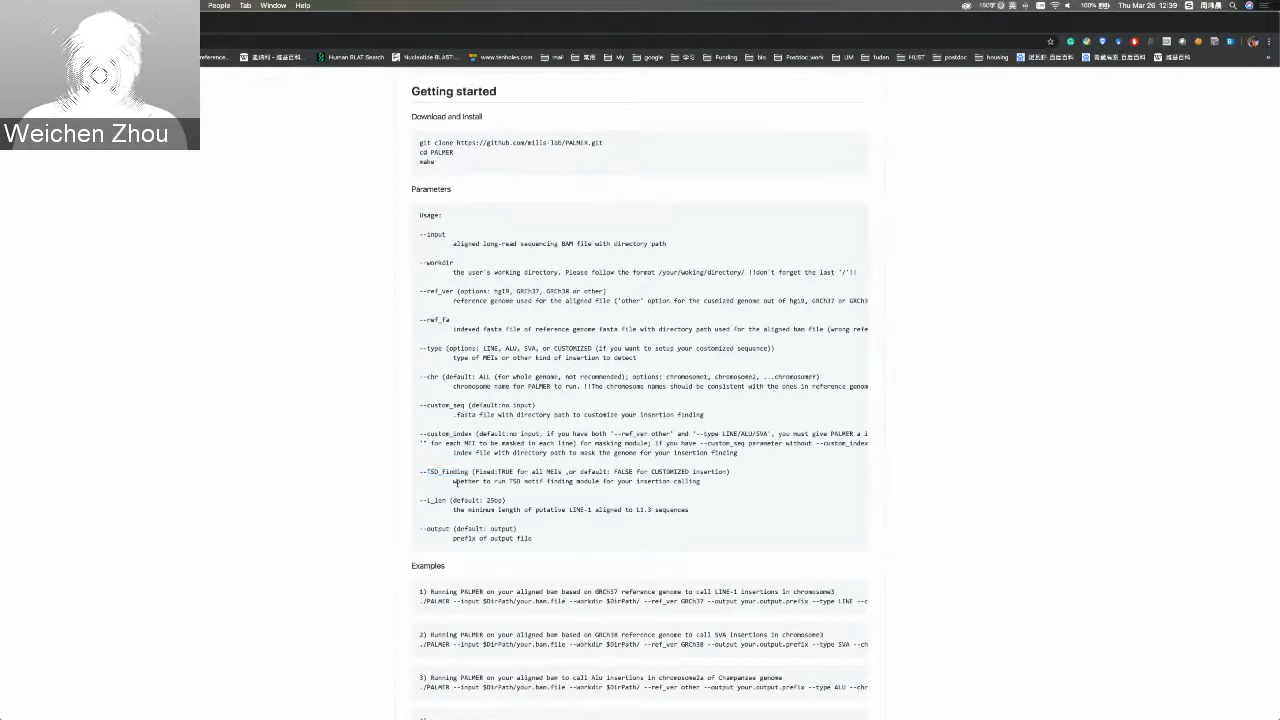 People Tab Window Help
100% Thu Mar 26 12:39
Human BLAT Search Nucleotide BLAST:... www.tenholes.com mail 常用 My google 学习 Funding bio Postdoc_work UM fudan HUST postdoc housing
Weichen Zhou
Getting started
Download and Install
git clone https://github.com/mills-lab/PALMER.git
cd PALMER
make
Parameters
Usage:
--input
aligned long-read sequencing BAM file with directory path
--workdir
the user's working directory. Please follow the format /your/woking/directory/ !!don't forget the last '/'!!
--ref_ver (options: hg19, GRCh37, GRCh38 or other)
reference genome used for the aligned file ('other' option for the cusmized genome out of hg19, GRCh37 or GRCh3
--ref_fa
indexed fasta file of reference genome fasta file with directory path used for the aligned bam file (wrong refe
--type (options: LINE, ALU, SVA, or CUSTOMIZED (if you want to setup your costomized sequence))
type of MEIs or other kind of insertion to detect
--chr (default: ALL (for whole genome, not recommended); options: chromosome1, chromosome2, ...chromosomeY)
chromosome name for PALMER to run. !!The chromosome names should be consistent with the ones in reference genom
--custom_seq (default:no input)
.fasta file with directory path to customize your insertion finding
--custom_index (default:no input; if you have both '--ref_ver other' and '--type LINE/ALU/SVA', you must give PALMER a i
'" for each MEI to be masked in each line) for masking module; if you have --custom_seq parameter without --custom_index
index file with directory path to mask the genome for your insertion finding
--TSD_finding (Fixed:TRUE for all MEIs ,or default: FALSE for CUSTOMIZED insertion)
whether to run TSD motif finding module for your insertion calling
--L_len (default: 25bp)
the minimum length of putative LINE-1 aligned to L1.3 sequences
--output (default: output)
prefix of output file
Examples
1) Running PALMER on your aligned bam based on GRCh37 reference genome to call LINE-1 insertions in chromosome3
./PALMER --input $DirPath/your.bam.file --workdir $DirPath/ --ref_ver GRCh37 --output your.output.prefix --type LINE --c
2) Running PALMER on your aligned bam based on GRCh38 reference genome to call SVA insertions in chromosome3
./PALMER --input $DirPath/your.bam.file --workdir $DirPath/ --ref_ver GRCh38 --output your.output.prefix --type SVA --ch
3) Running PALMER on your aligned bam to call Alu insertions in chromosome2a of Champanzee genome
./PALMER --input $DirPath/your.bam.file --workdir $DirPath/ --ref_ver other --output your.output.prefix --type ALU --chr